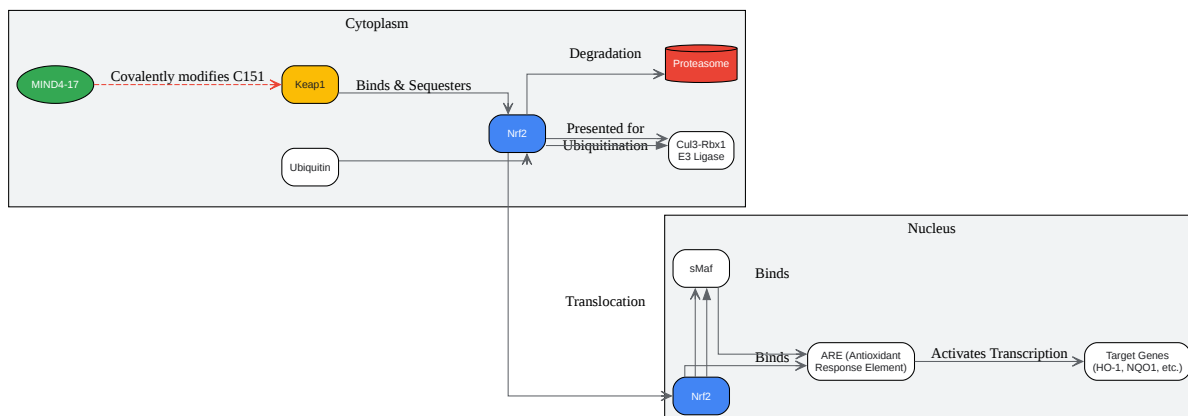 Cytoplasm
Degradation
Proteasome
MIND4-17
Covalently modifies C151
Keap1
Binds & Sequesters
Nrf2
Presented for
Ubiquitination
Cul3-Rbx1
E3 Ligase
Ubiquitin
Nucleus
sMaf
Binds
Translocation
Binds
ARE (Antioxidant
Response Element)
Activates Transcription
Target Genes
(HO-1, NQO1, etc.)
Nrf2